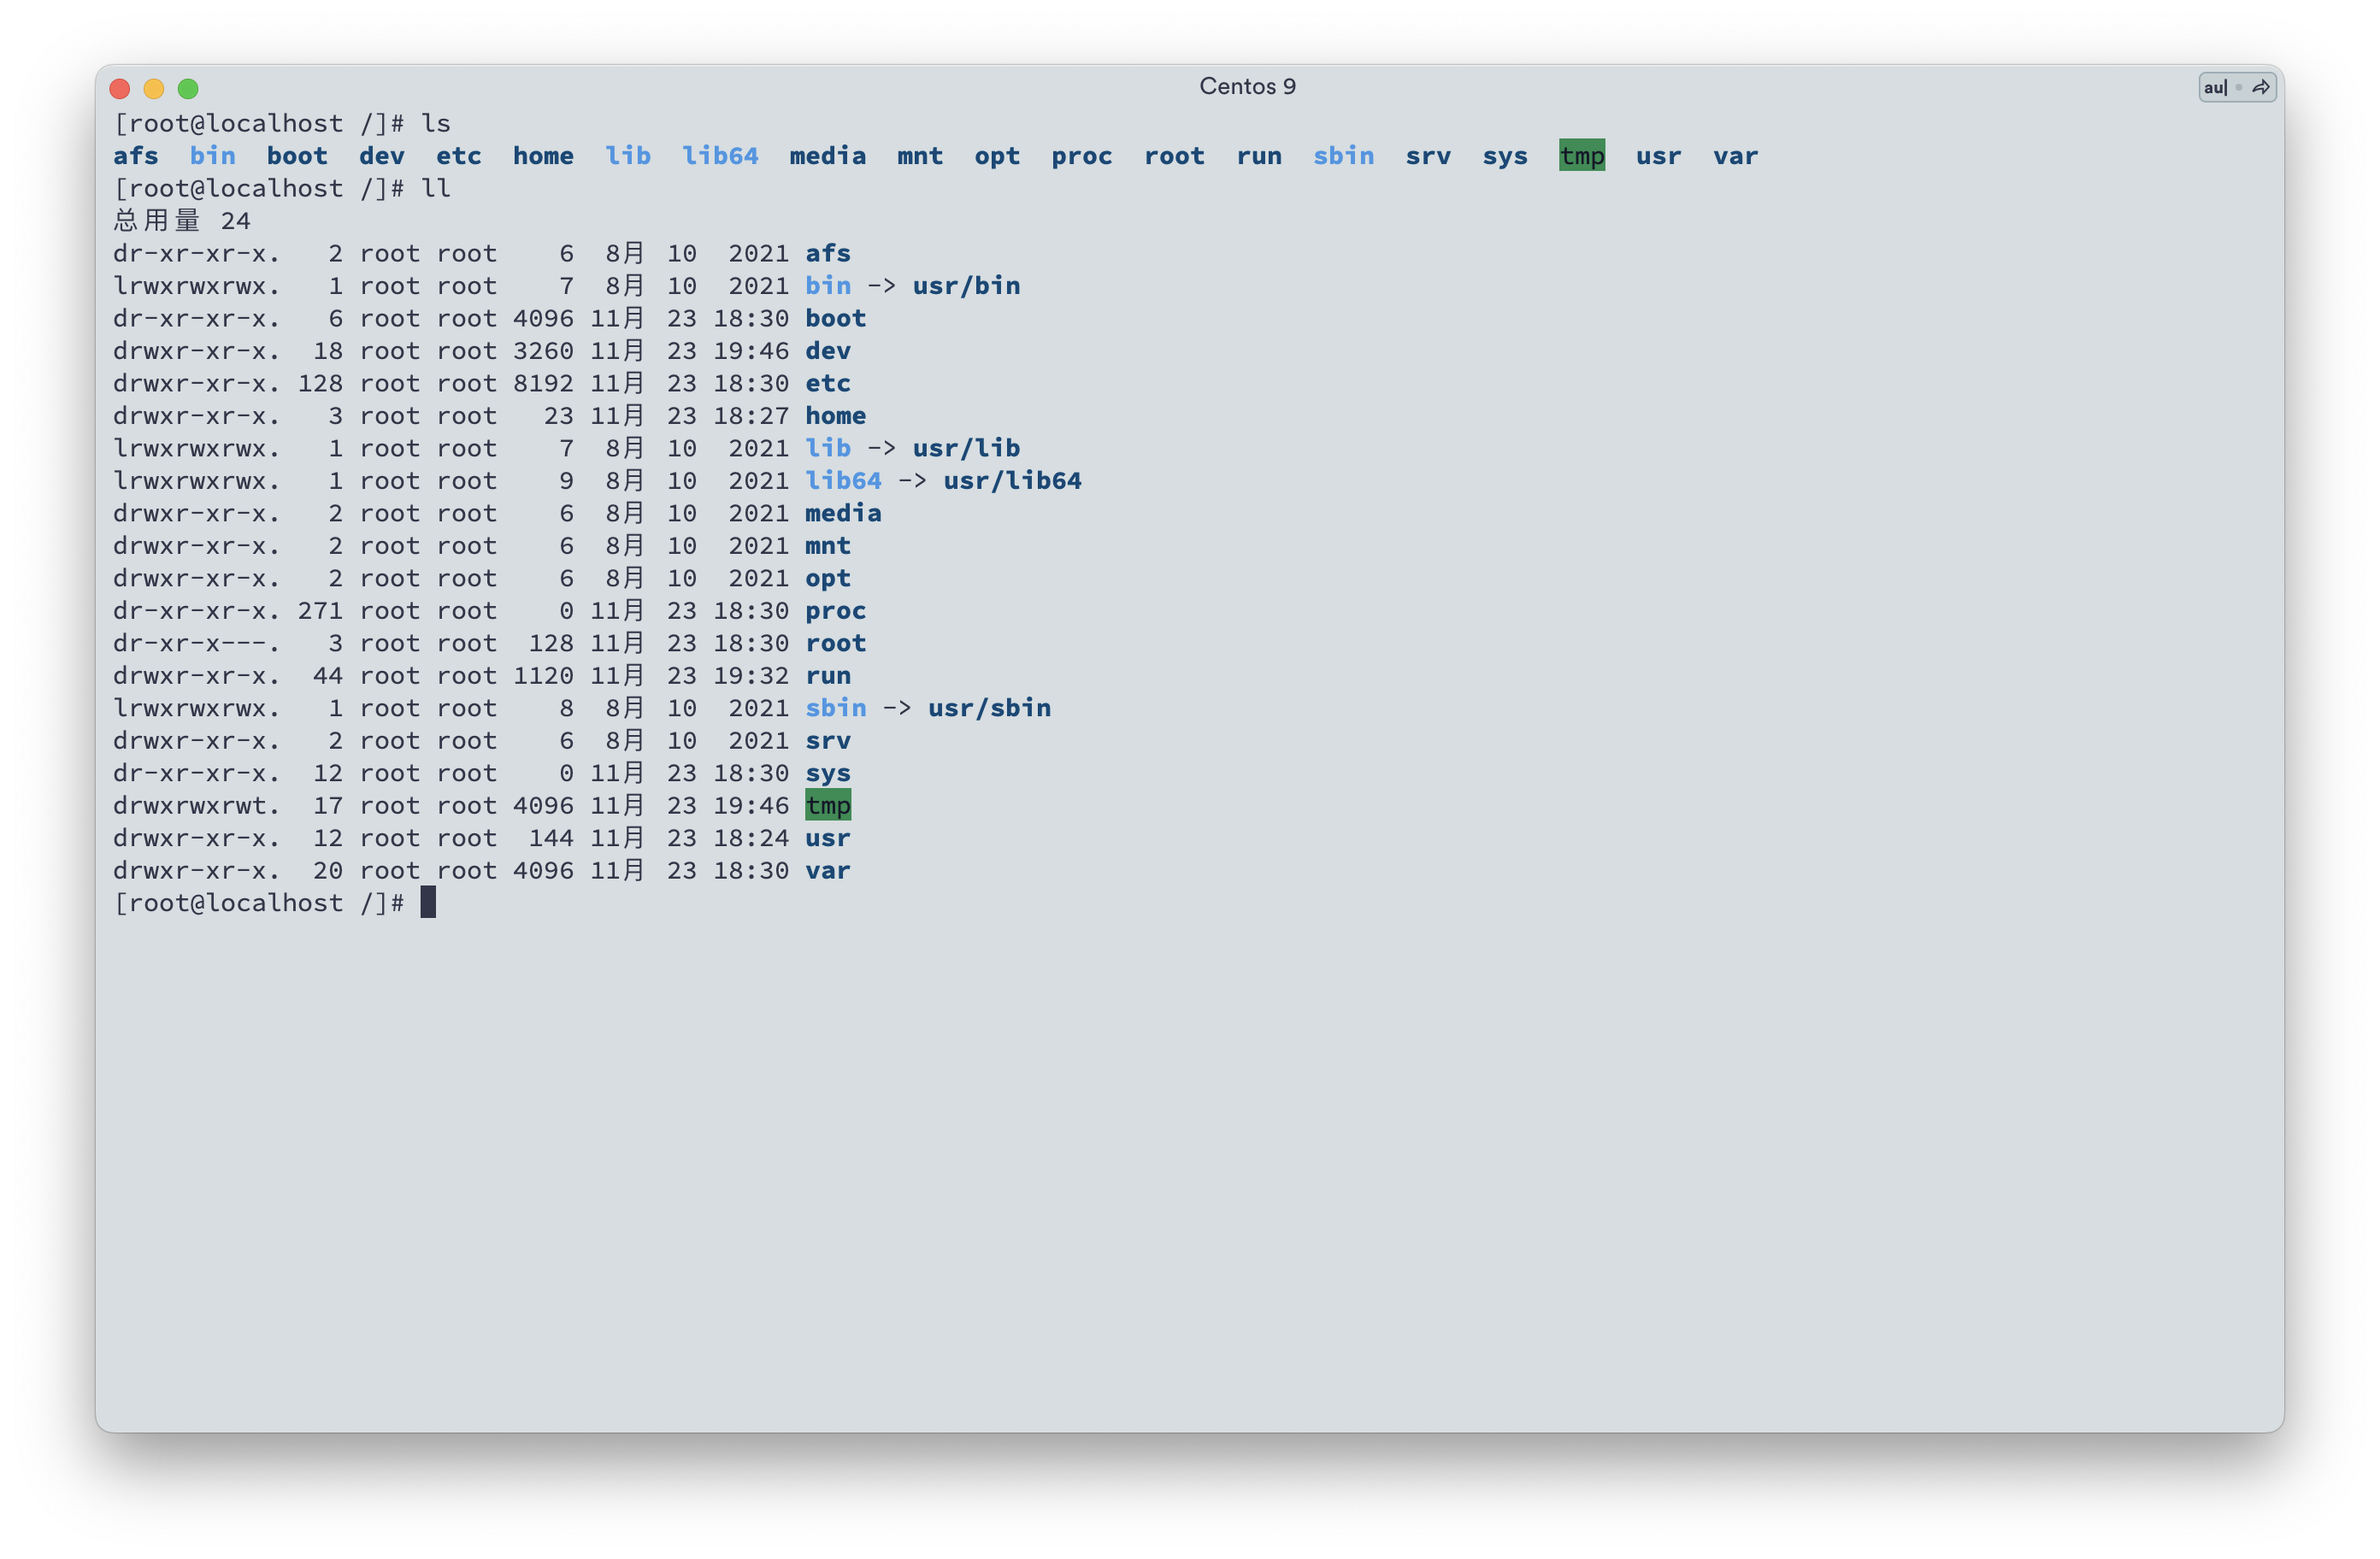 Centos 9
au|
[root@localhost /]# ls
afs  bin  boot  dev  etc  home  lib  lib64  media  mnt  opt  proc  root  run  sbin  srv  sys  tmp  usr  var
[root@localhost /]# ll
总用量 24
dr-xr-xr-x.   2 root root    6  8月  10  2021 afs
lrwxrwxrwx.   1 root root    7  8月  10  2021 bin -> usr/bin
dr-xr-xr-x.   6 root root 4096 11月  23 18:30 boot
drwxr-xr-x.  18 root root 3260 11月  23 19:46 dev
drwxr-xr-x. 128 root root 8192 11月  23 18:30 etc
drwxr-xr-x.   3 root root   23 11月  23 18:27 home
lrwxrwxrwx.   1 root root    7  8月  10  2021 lib -> usr/lib
lrwxrwxrwx.   1 root root    9  8月  10  2021 lib64 -> usr/lib64
drwxr-xr-x.   2 root root    6  8月  10  2021 media
drwxr-xr-x.   2 root root    6  8月  10  2021 mnt
drwxr-xr-x.   2 root root    6  8月  10  2021 opt
dr-xr-xr-x. 271 root root    0 11月  23 18:30 proc
dr-xr-x---.   3 root root  128 11月  23 18:30 root
drwxr-xr-x.  44 root root 1120 11月  23 19:32 run
lrwxrwxrwx.   1 root root    8  8月  10  2021 sbin -> usr/sbin
drwxr-xr-x.   2 root root    6  8月  10  2021 srv
dr-xr-xr-x.  12 root root    0 11月  23 18:30 sys
drwxrwxrwt.  17 root root 4096 11月  23 19:46 tmp
drwxr-xr-x.  12 root root  144 11月  23 18:24 usr
drwxr-xr-x.  20 root root 4096 11月  23 18:30 var
[root@localhost /]#